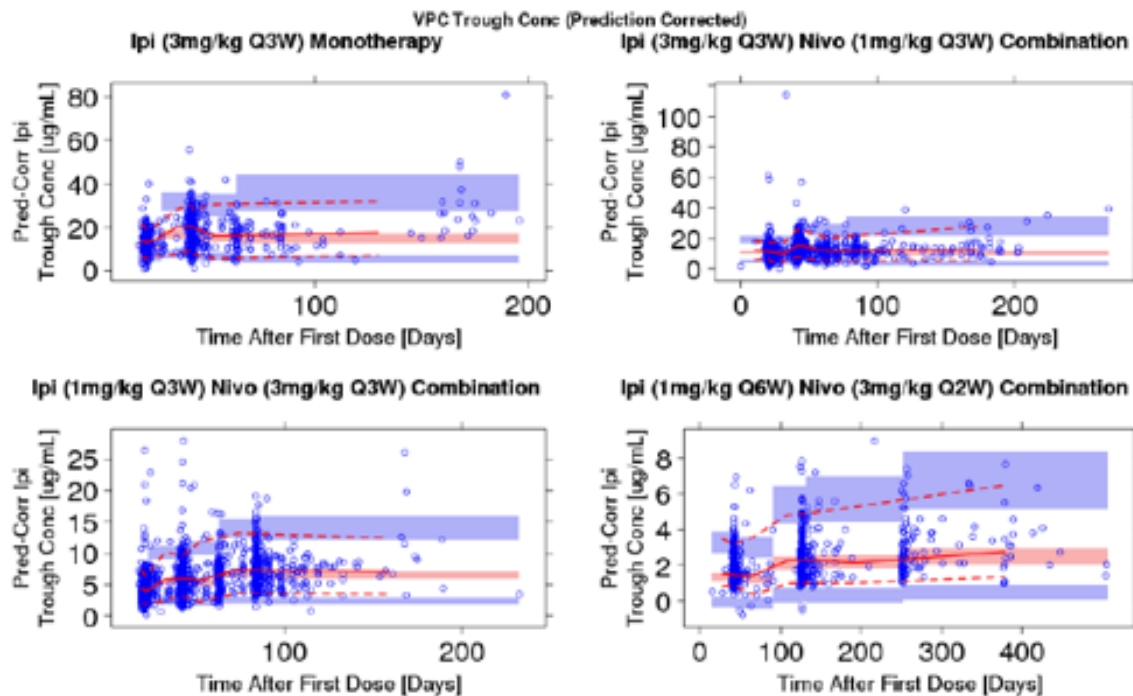 VPC Trough Conc (Prediction Corrected)
Ipi (3mg/kg Q3W) Monotherapy
Pred-Corr Ipi
Trough Conc [ug/mL]
80
60
40
20
0
100
200
Time After First Dose [Days]
Ipi (3mg/kg Q3W) Nivo (1mg/kg Q3W) Combination
Pred-Corr Ipi
Trough Conc [ug/mL]
100
80
60
40
20
0
0
100
200
Time After First Dose [Days]
Ipi (1mg/kg Q3W) Nivo (3mg/kg Q3W) Combination
Pred-Corr Ipi
Trough Conc [ug/mL]
25
20
15
10
5
0
100
200
Time After First Dose [Days]
Ipi (1mg/kg Q6W) Nivo (3mg/kg Q2W) Combination
Pred-Corr Ipi
Trough Conc [ug/mL]
8
6
4
2
0
0
100
200
300
400
Time After First Dose [Days]